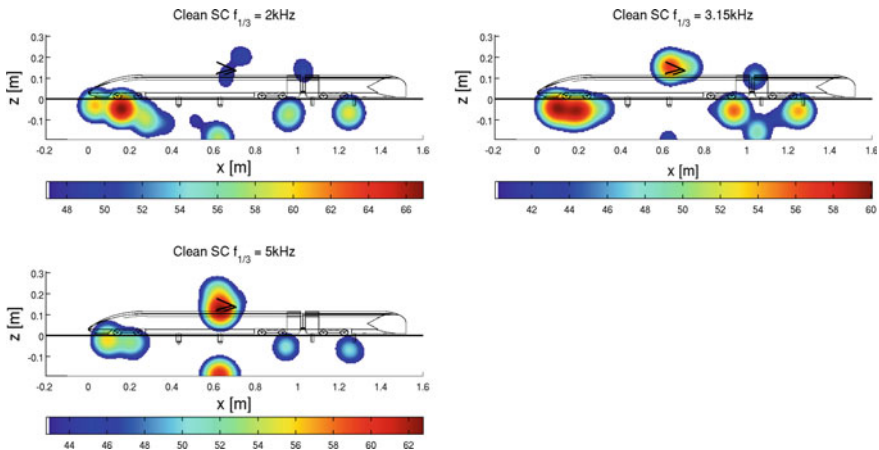 Clean SC f1/3 = 2kHz
z [m]
0.3
0.2
0.1
0
-0.1
-0.2 0 0.2 0.4 0.6 0.8 1 1.2 1.4 1.6
x [m]
48 50 52 54 56 58 60 62 64 66
Clean SC f1/3 = 3.15kHz
z [m]
0.3
0.2
0.1
0
-0.1
-0.2 0 0.2 0.4 0.6 0.8 1 1.2 1.4 1.6
x [m]
42 44 46 48 50 52 54 56 58 60
Clean SC f1/3 = 5kHz
z [m]
0.3
0.2
0.1
0
-0.1
-0.2 0 0.2 0.4 0.6 0.8 1 1.2 1.4 1.6
x [m]
44 46 48 50 52 54 56 58 60 62